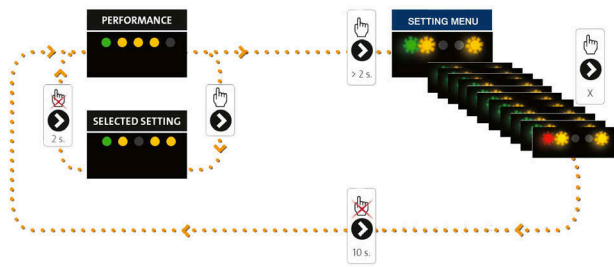 PERFORMANCE
SETTING MENU
> 2 s.
X
2 s.
SELECTED SETTING
10 s.